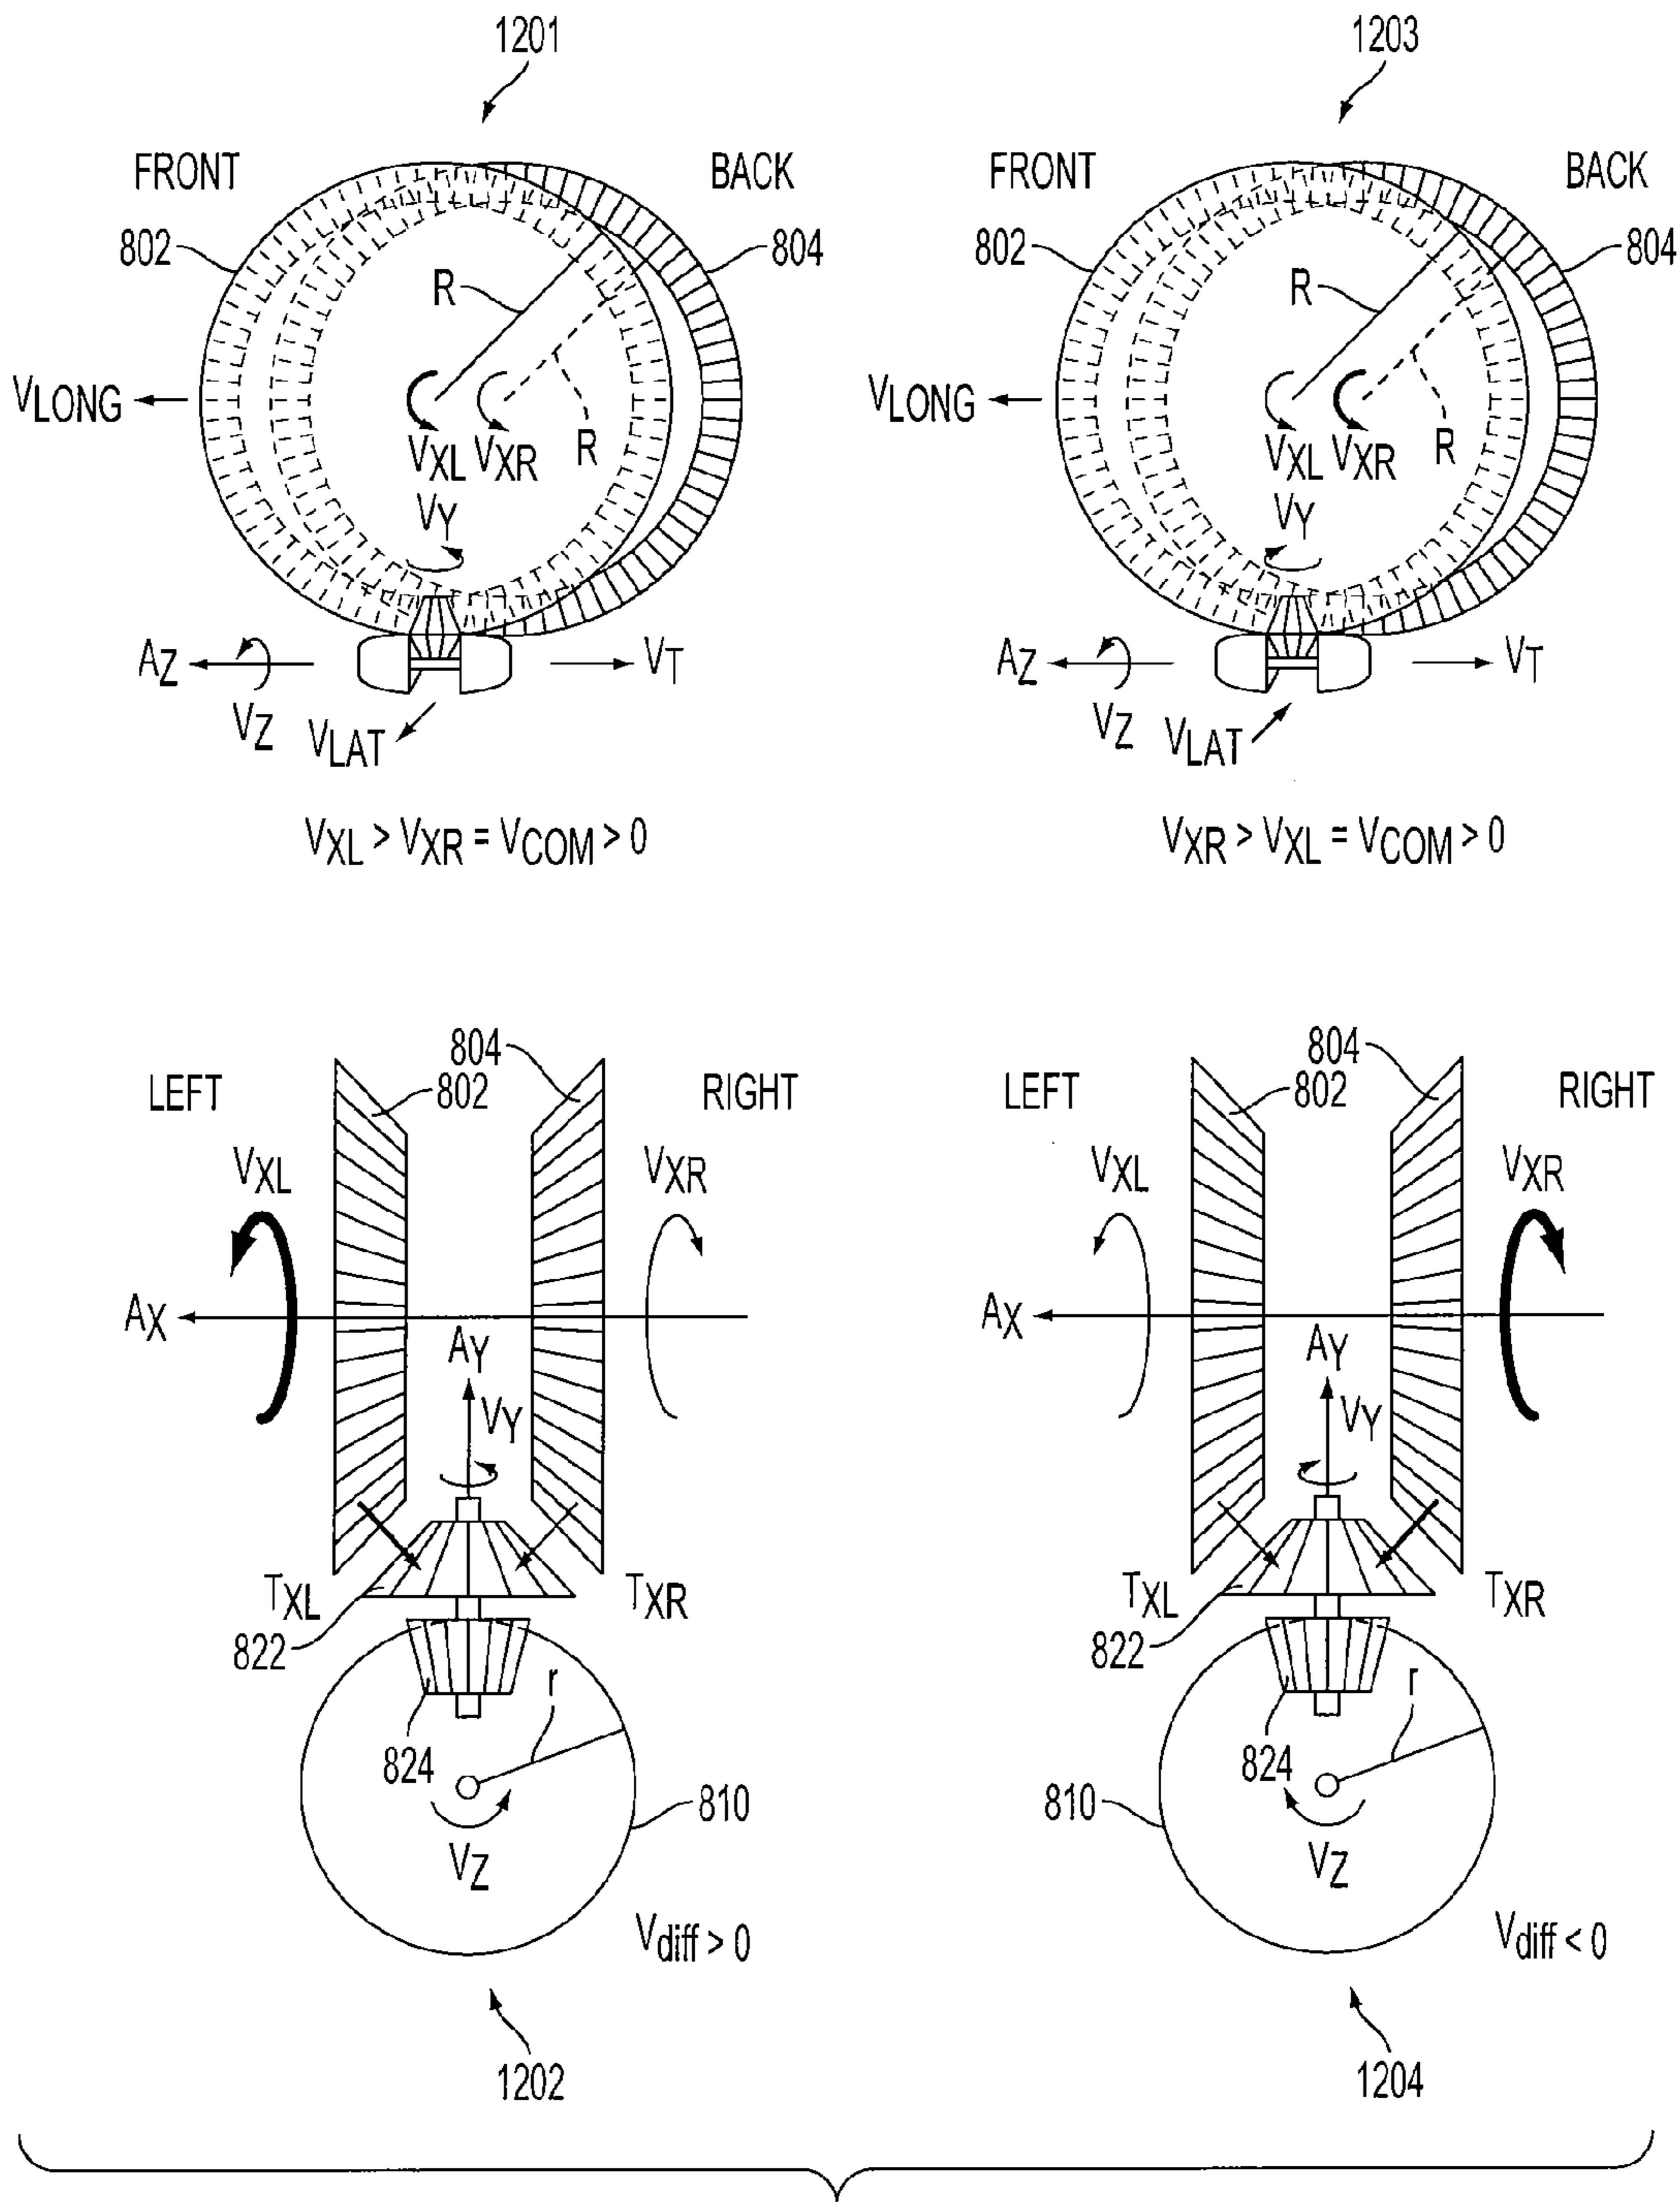 1201
FRONT
BACK
802
804
R
VLONG
VXL
VXR
R
VY
AZ
VZ
VLAT
VT
VXL > VXR = VCOM > 0
1203
FRONT
BACK
802
804
R
VLONG
VXL
VXR
R
VY
AZ
VZ
VLAT
VT
VXR > VXL = VCOM > 0
804
LEFT
802
RIGHT
VXL
VXR
AX
AY
VY
TXL
TXR
822
r
824
810
VZ
Vdiff > 0
1202
804
LEFT
802
RIGHT
VXL
VXR
AX
AY
VY
TXL
TXR
822
r
824
810
VZ
Vdiff < 0
1204